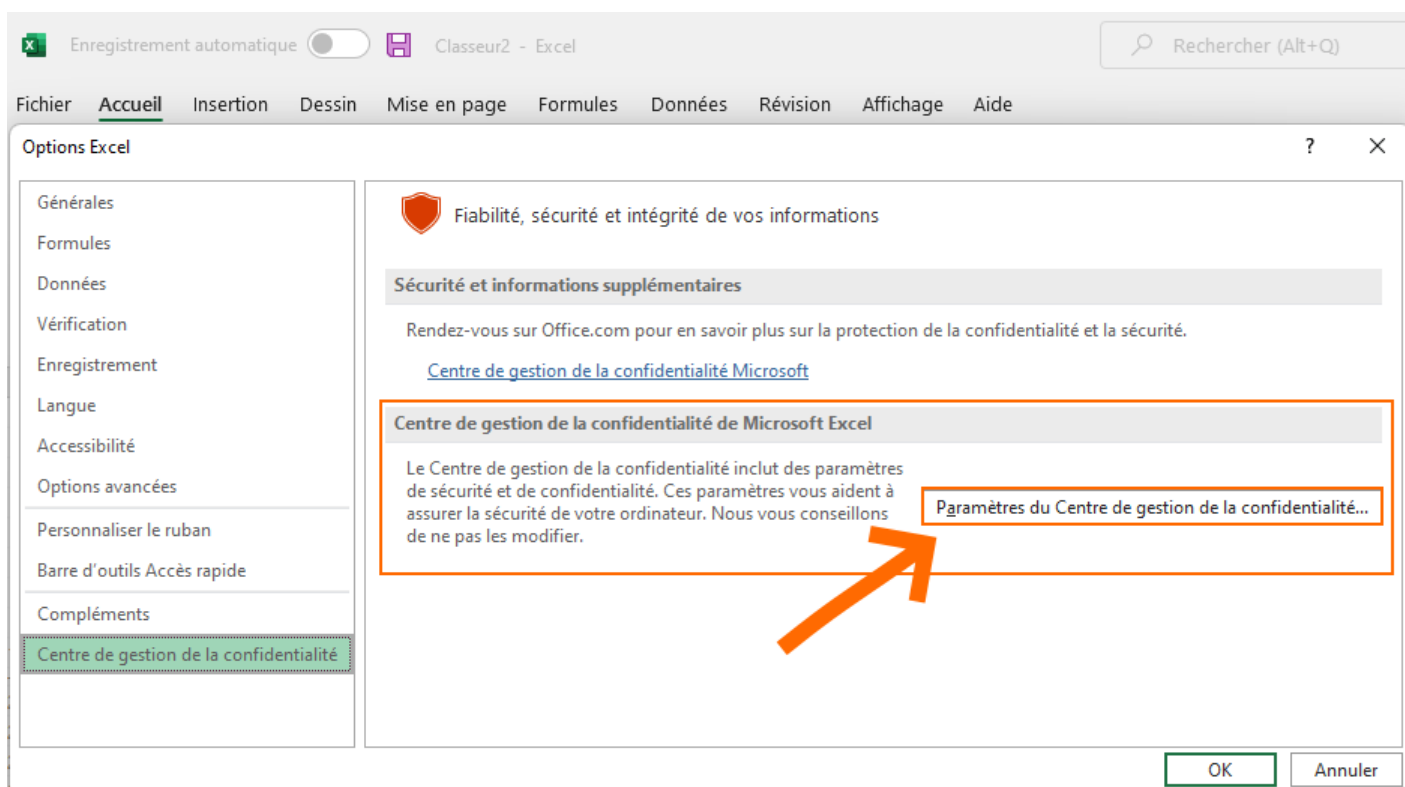 Enregistrement automatique
Classeur2 - Excel
Rechercher (Alt+Q)
Fichier Accueil Insertion Dessin Mise en page Formules Données Révision Affichage Aide
Options Excel
? ×
Générales
Formules
Données
Vérification
Enregistrement
Langue
Accessibilité
Options avancées
Personnaliser le ruban
Barre d'outils Accès rapide
Compléments
Centre de gestion de la confidentialité
Fiabilité, sécurité et intégrité de vos informations
Sécurité et informations supplémentaires
Rendez-vous sur Office.com pour en savoir plus sur la protection de la confidentialité et la sécurité.
Centre de gestion de la confidentialité Microsoft
Centre de gestion de la confidentialité de Microsoft Excel
Le Centre de gestion de la confidentialité inclut des paramètres
de sécurité et de confidentialité. Ces paramètres vous aident à
assurer la sécurité de votre ordinateur. Nous vous conseillons
de ne pas les modifier.
Paramètres du Centre de gestion de la confidentialité...
OK
Annuler